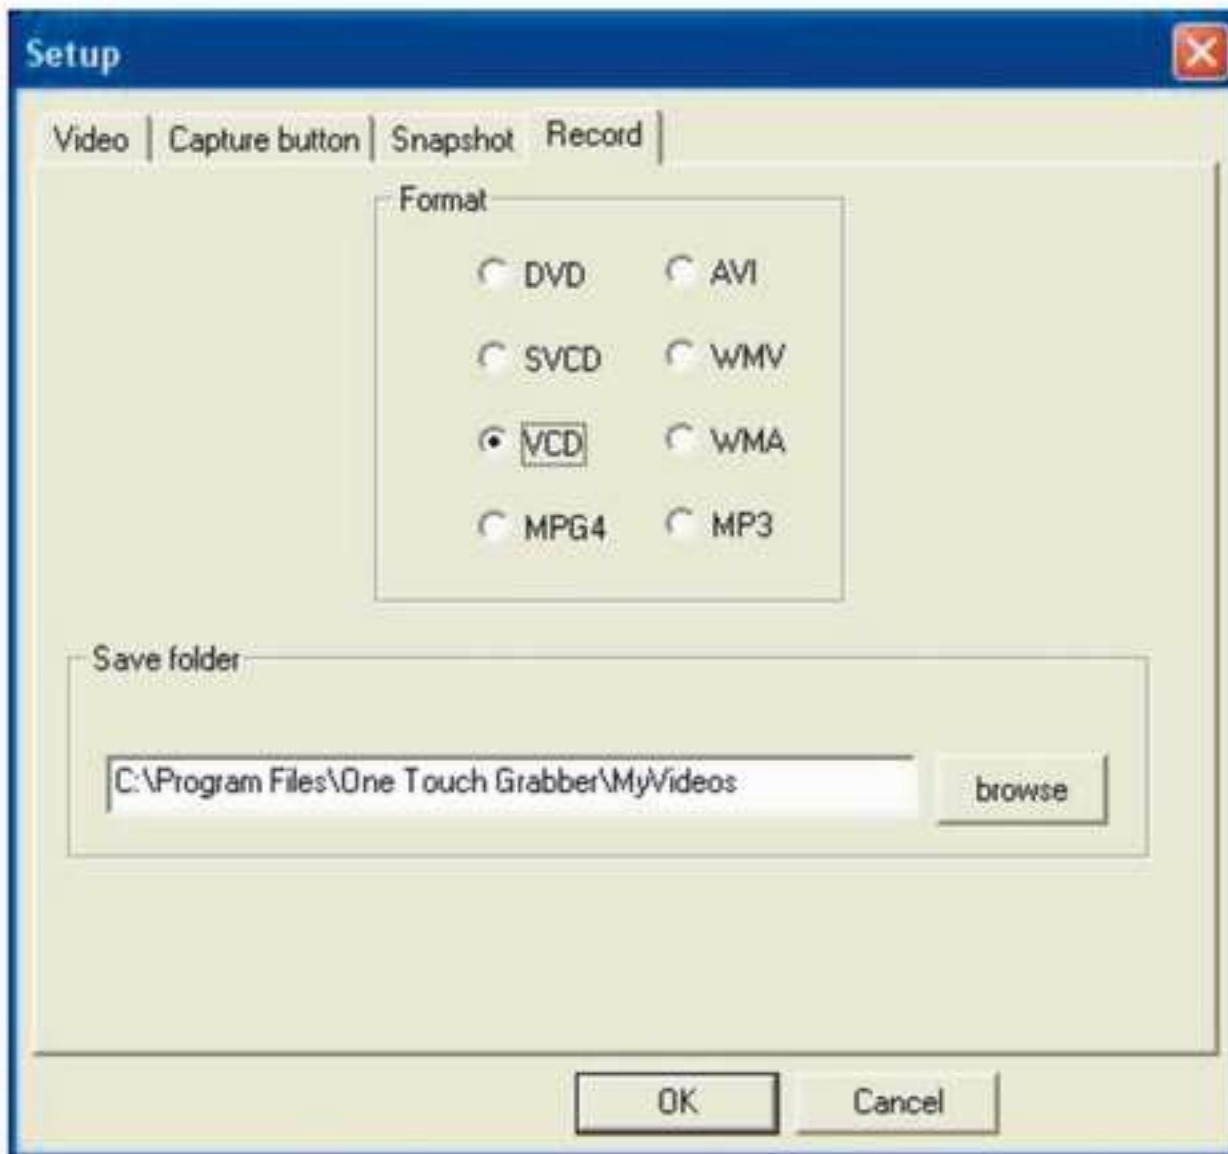 Setup
Video Capture button Snapshot Record
Format
DVD AVI
SVCD WMV
VCD WMA
MPG4 MP3
Save folder
C:\Program Files\One Touch Grabber\MyVideos browse
OK Cancel